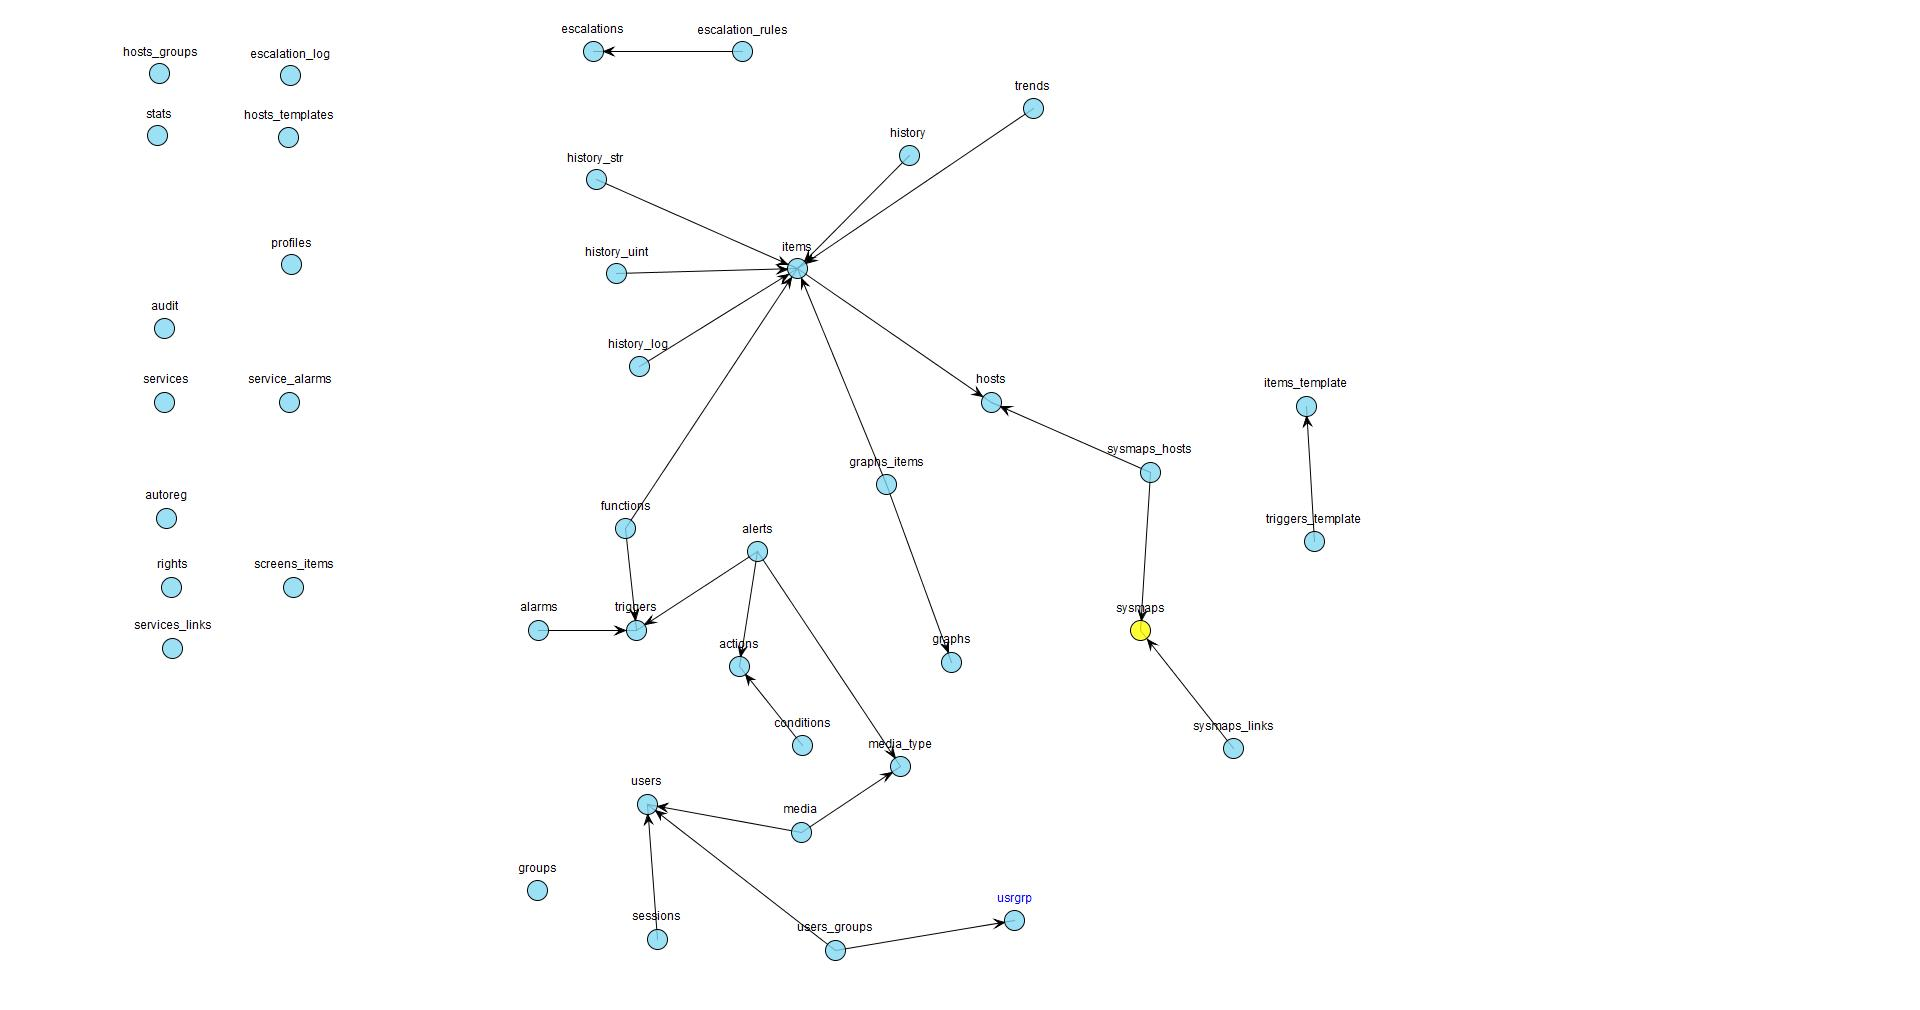 escalations
escalation_rules
hosts_groups
escalation_log
trends
stats
hosts_templates
history
history_str
profiles
items
history_uint
audit
history_log
services
service_alarms
hosts
items_template
sysmaps_hosts
graphs_items
autoreg
functions
triggers_template
alerts
rights
screens_items
alarms
triggers
sysmaps
services_links
graphs
actions
conditions
sysmaps_links
media_type
users
media
groups
usrgrp
sessions
users_groups